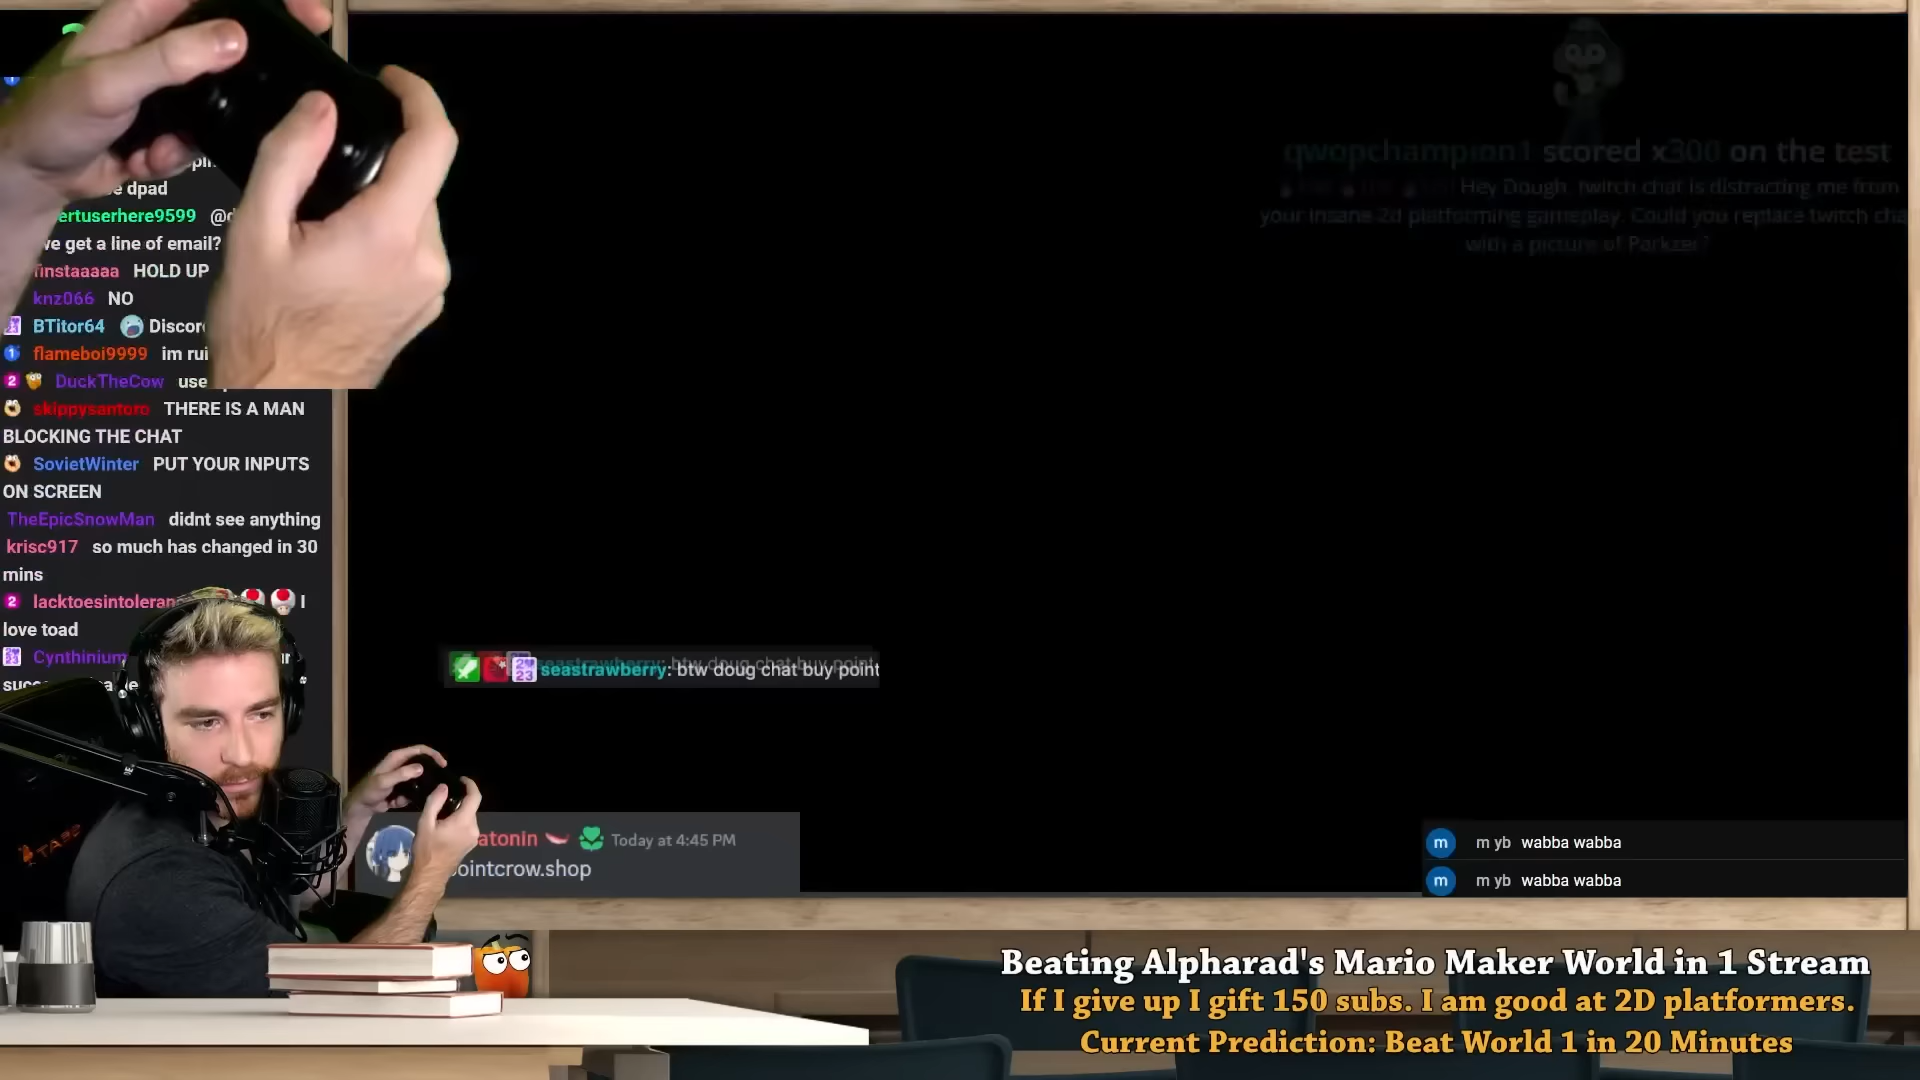 e dpad
ertuserhere9599 @d
ve get a line of email?
finstaaaaa HOLD UP
knz066 NO
BTitor64 Discor
flameboi9999 im rui
DuckTheCow use
skippysantoro THERE IS A MAN
BLOCKING THE CHAT
SovietWinter PUT YOUR INPUTS
ON SCREEN
TheEpicSnowMan didnt see anything
krisc917 so much has changed in 30
mins
lacktoesintoleran I
love toad
Cynthinium
qwopchampion1 scored x300 on the test
Hey Dough, twitch chat is distracting me from
your insane 2d platforming gameplay. Could you replace twitch cha
with a picture of Parkzer?
seastrawberry: btw doug chat buy point
atonin Today at 4:45 PM
ointcrow.shop
m m yb wabba wabba
m m yb wabba wabba
Beating Alpharad's Mario Maker World in 1 Stream
If I give up I gift 150 subs. I am good at 2D platformers.
Current Prediction: Beat World 1 in 20 Minutes